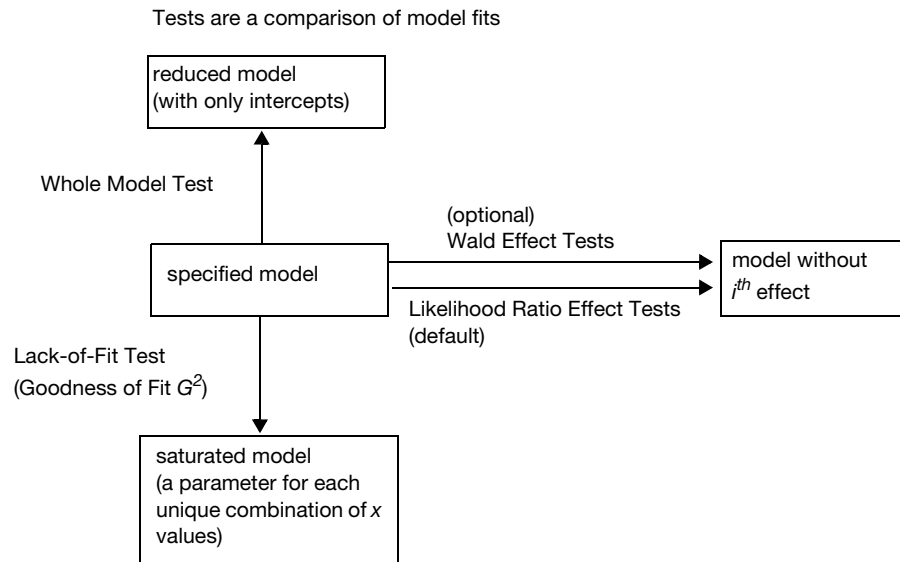 Tests are a comparison of model fits
reduced model
(with only intercepts)
Whole Model Test
(optional)
Wald Effect Tests
specified model
model without
i^th effect
Likelihood Ratio Effect Tests
(default)
Lack-of-Fit Test
(Goodness of Fit G²)
saturated model
(a parameter for each
unique combination of x
values)